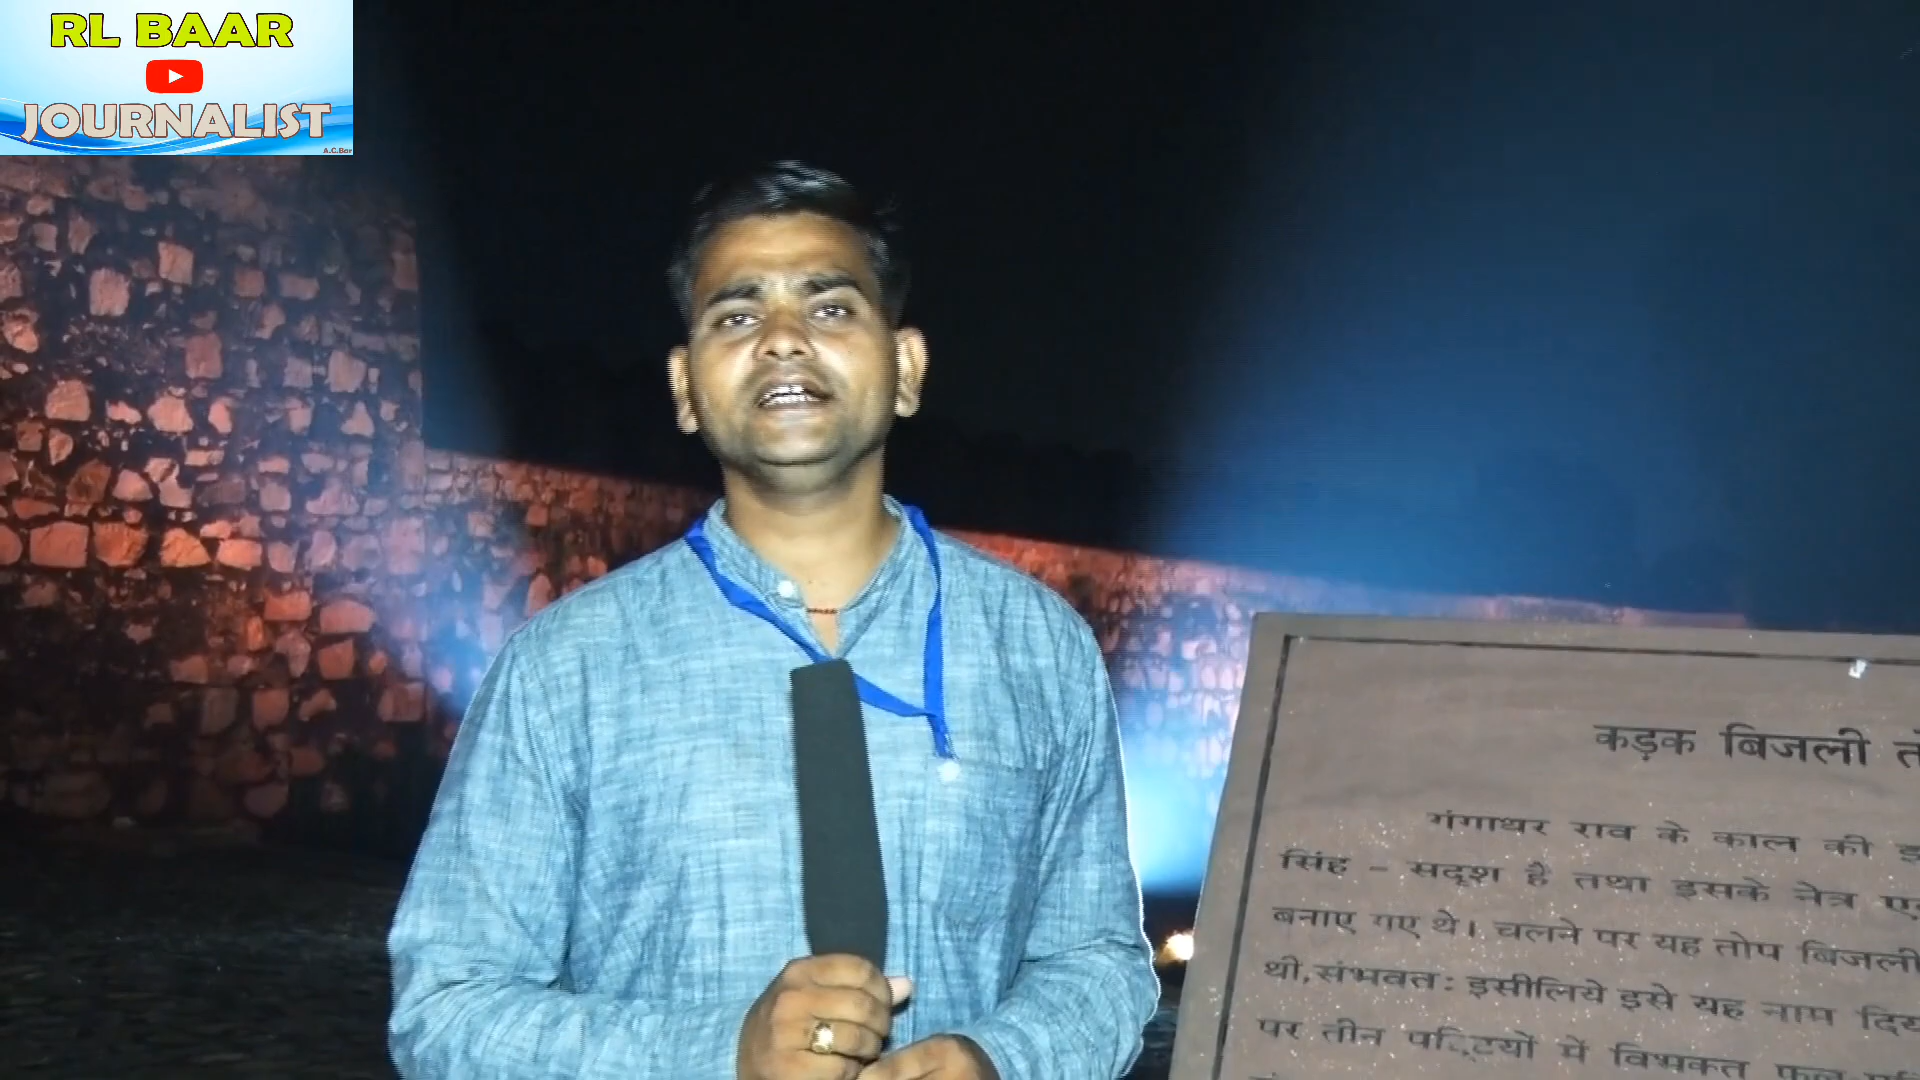 RL BAAR
JOURNALIST
A.C.Bar
कड़क बिजली
गंगाधर राव के काल की
सिंह - सदृश है तथा इसके नेत्र
बनाए गए थे। चलने पर यह तोप बिजली
थी,संभवतः इसीलिये इसे यह नाम
पर तीन पट्टियों में विभक्त